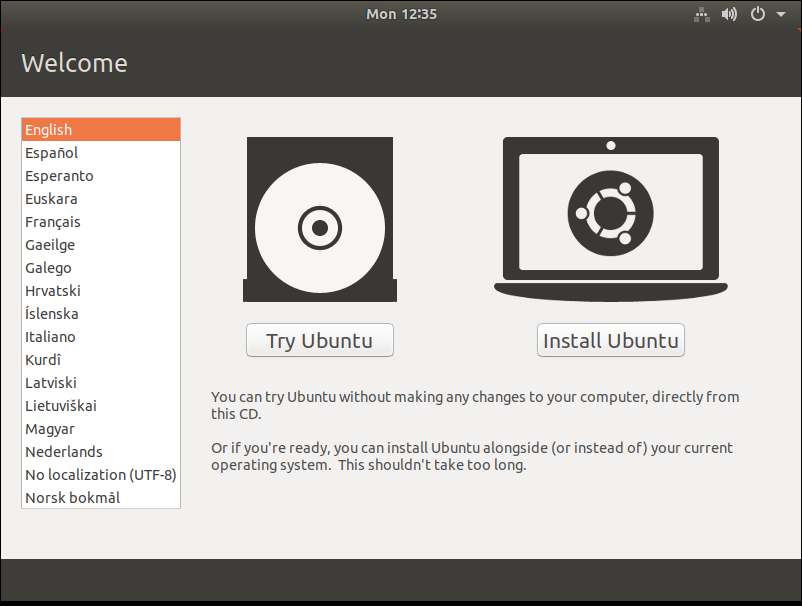 Mon 12:35
Welcome
English
Español
Esperanto
Euskara
Français
Gaeilge
Galego
Hrvatski
Íslenska
Italiano
Kurdî
Latviski
Lietuviškai
Magyar
Nederlands
No localization (UTF-8)
Norsk bokmål
Try Ubuntu
Install Ubuntu
You can try Ubuntu without making any changes to your computer, directly from
this CD.
Or if you're ready, you can install Ubuntu alongside (or instead of) your current
operating system.  This shouldn't take too long.